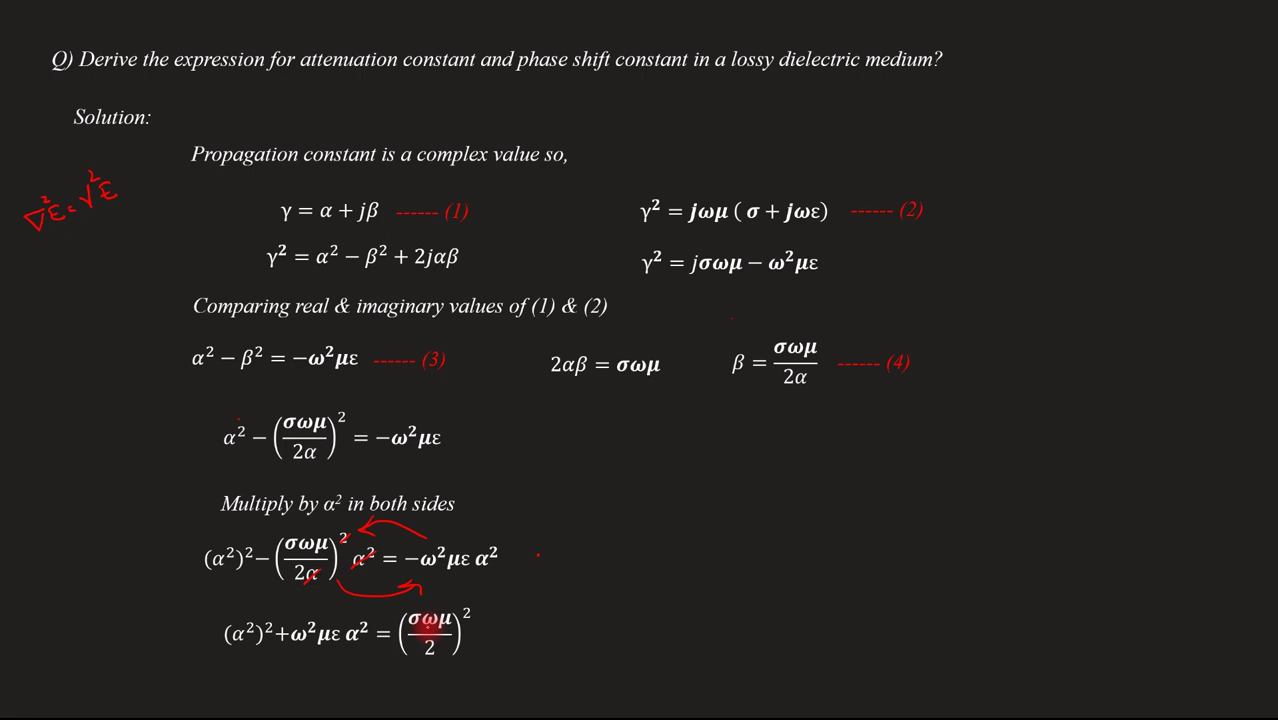 Q) Derive the expression for attenuation constant and phase shift constant in a lossy dielectric medium?
Solution:
Propagation constant is a complex value so,
∇²E = γ²E
γ = α + jβ ------ (1)
γ² = jωμ ( σ + jωε) ------ (2)
γ² = α² − β² + 2jαβ
γ² = jσωμ − ω²με
Comparing real & imaginary values of (1) & (2)
α² − β² = −ω²με ------ (3)
2αβ = σωμ
β = σωμ/2α ------ (4)
α² − (σωμ/2α)² = −ω²με
Multiply by α² in both sides
(α²)²− (σωμ/2α)² α² = −ω²με α²
(α²)²+ω²με α² = (σωμ/2)²